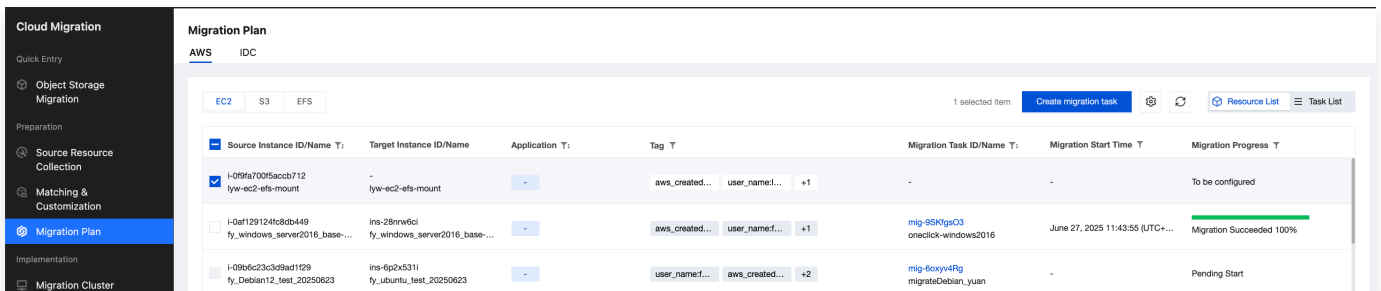 Cloud Migration
Quick Entry
Object Storage
Migration
Preparation
Source Resource
Collection
Matching &
Customization
Migration Plan
Implementation
Migration Cluster
Migration Plan
AWS IDC
EC2 S3 EFS 1 selected item Create migration task Resource List Task List
Source Instance ID/Name Target Instance ID/Name Application Tag Migration Task ID/Name Migration Start Time Migration Progress
i-0f9fa700f5accb712 -
lyw-ec2-efs-mount lyw-ec2-efs-mount - aws_created... user_name:l... +1 - - To be configured
i-0af129124fc8db449 ins-28nrw6ci mig-9SKfgsO3
fy_windows_server2016_base-... fy_windows_server2016_base-... - aws_created... user_name:f... +1 oneclick-windows2016 June 27, 2025 11:43:55 (UTC+... Migration Succeeded 100%
i-09b6c23c3d9ad1f29 ins-6p2x531i mig-6oxyv4Rg
fy_Debian12_test_20250623 fy_ubuntu_test_20250623 - user_name:f... aws_created... +2 migrateDebian_yuan - Pending Start